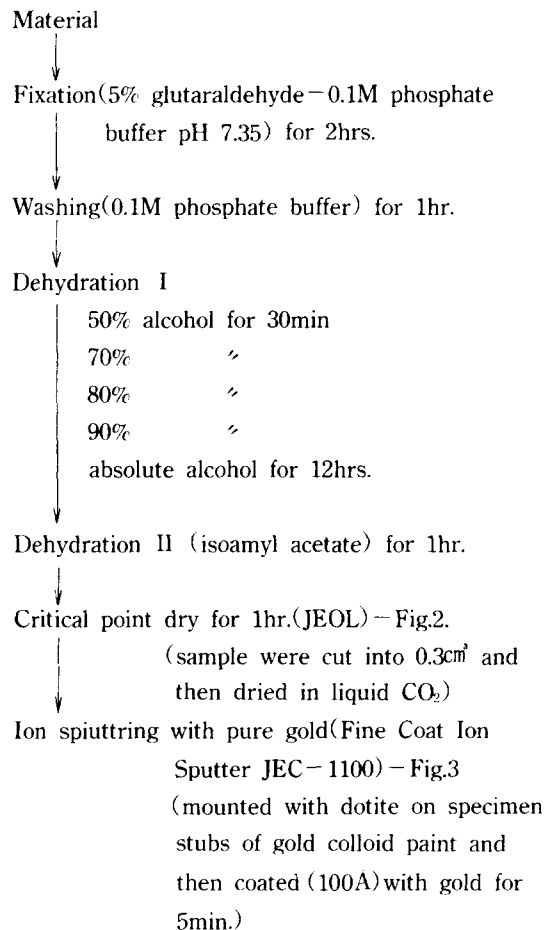 Material
Fixation(5% glutaraldehyde－0.1M phosphate
buffer pH 7.35) for 2hrs.
Washing(0.1M phosphate buffer) for 1hr.
Dehydration I
50% alcohol for 30min
70% 〃
80% 〃
90% 〃
absolute alcohol for 12hrs.
Dehydration II (isoamyl acetate) for 1hr.
Critical point dry for 1hr.(JEOL)－Fig.2.
(sample were cut into 0.3㎤ and
then dried in liquid CO₂)
Ion spiuttring with pure gold(Fine Coat Ion
Sputter JEC－1100)－Fig.3
(mounted with dotite on specimen
stubs of gold colloid paint and
then coated (100A)with gold for
5min.)